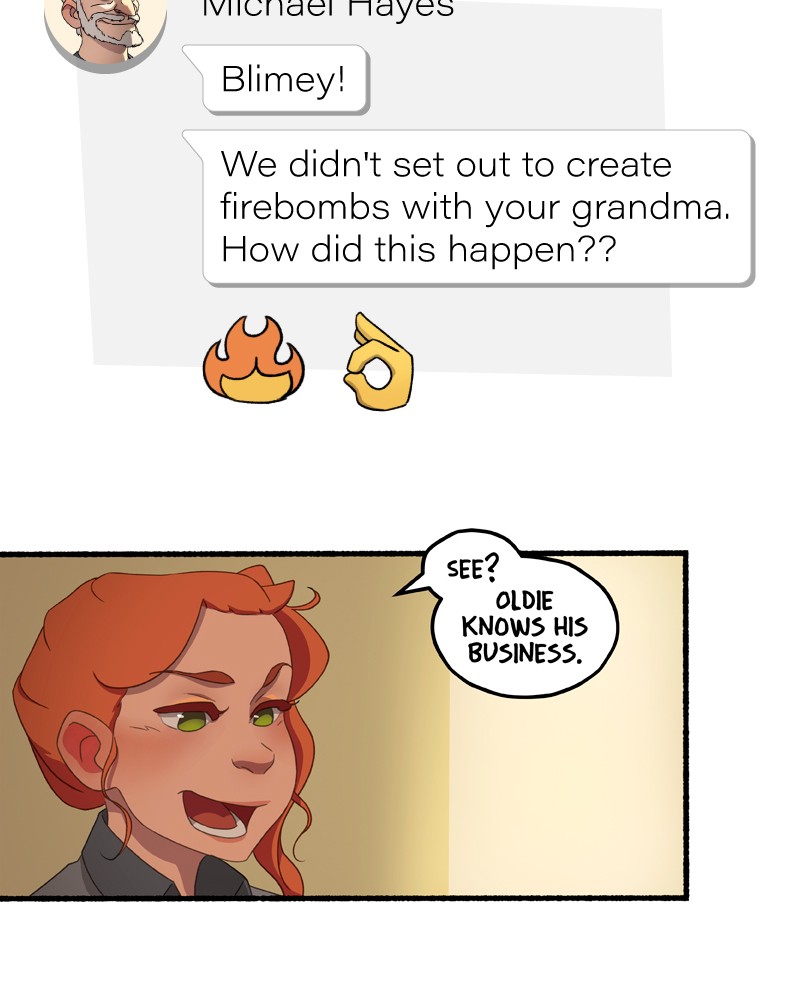 Michael Hayes
Blimey!
We didn't set out to create
firebombs with your grandma.
How did this happen??
SEE?
OLDIE
KNOWS HIS
BUSINESS.